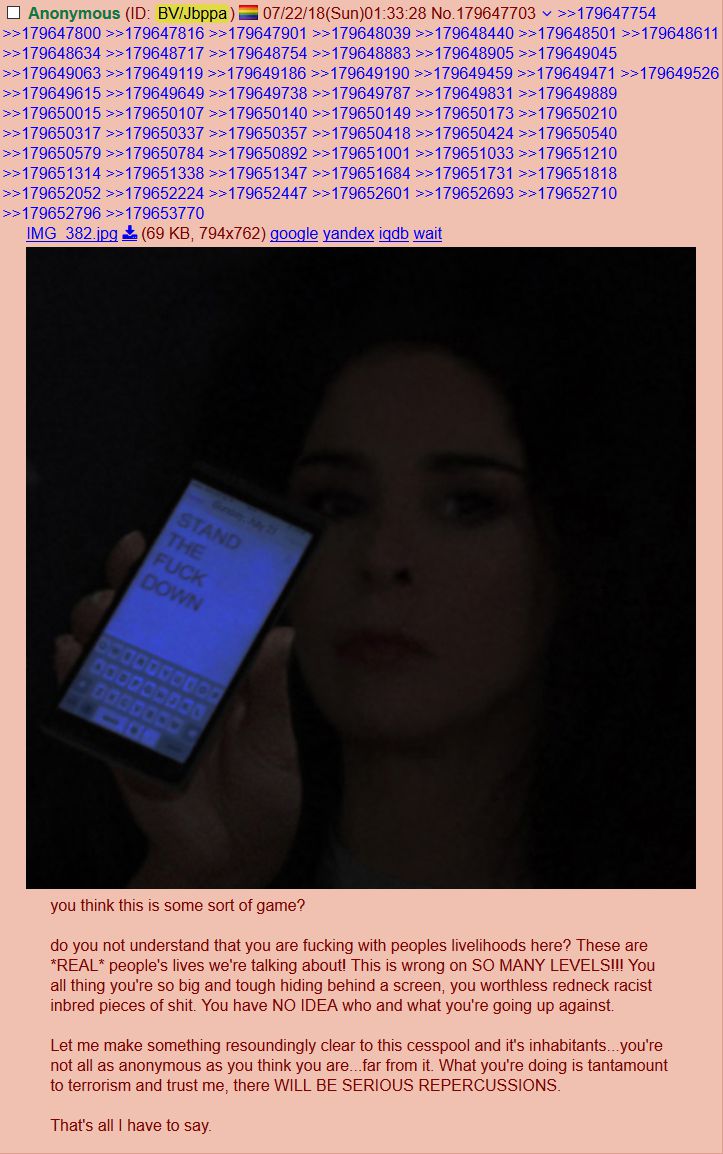 Anonymous (ID: BV/Jbppa) 07/22/18(Sun)01:33:28 No.179647703 >>179647754
>>179647800 >>179647816 >>179647901 >>179648039 >>179648440 >>179648501 >>179648611
>>179648634 >>179648717 >>179648754 >>179648883 >>179648905 >>179649045
>>179649063 >>179649119 >>179649186 >>179649190 >>179649459 >>179649471 >>179649526
>>179649615 >>179649649 >>179649738 >>179649787 >>179649831 >>179649889
>>179650015 >>179650107 >>179650140 >>179650149 >>179650173 >>179650210
>>179650317 >>179650337 >>179650357 >>179650418 >>179650424 >>179650540
>>179650579 >>179650784 >>179650892 >>179651001 >>179651033 >>179651210
>>179651314 >>179651338 >>179651347 >>179651684 >>179651731 >>179651818
>>179652052 >>179652224 >>179652447 >>179652601 >>179652693 >>179652710
>>179652796 >>179653770
IMG_382.jpg (69 KB, 794x762) google yandex iqdb wait
Sunday, July
STAND
THE
FUCK
DOWN
you think this is some sort of game?
do you not understand that you are fucking with peoples livelihoods here? These are
*REAL* people's lives we're talking about! This is wrong on SO MANY LEVELS!!! You
all thing you're so big and tough hiding behind a screen, you worthless redneck racist
inbred pieces of shit. You have NO IDEA who and what you're going up against.
Let me make something resoundingly clear to this cesspool and it's inhabitants...you're
not all as anonymous as you think you are...far from it. What you're doing is tantamount
to terrorism and trust me, there WILL BE SERIOUS REPERCUSSIONS.
That's all I have to say.